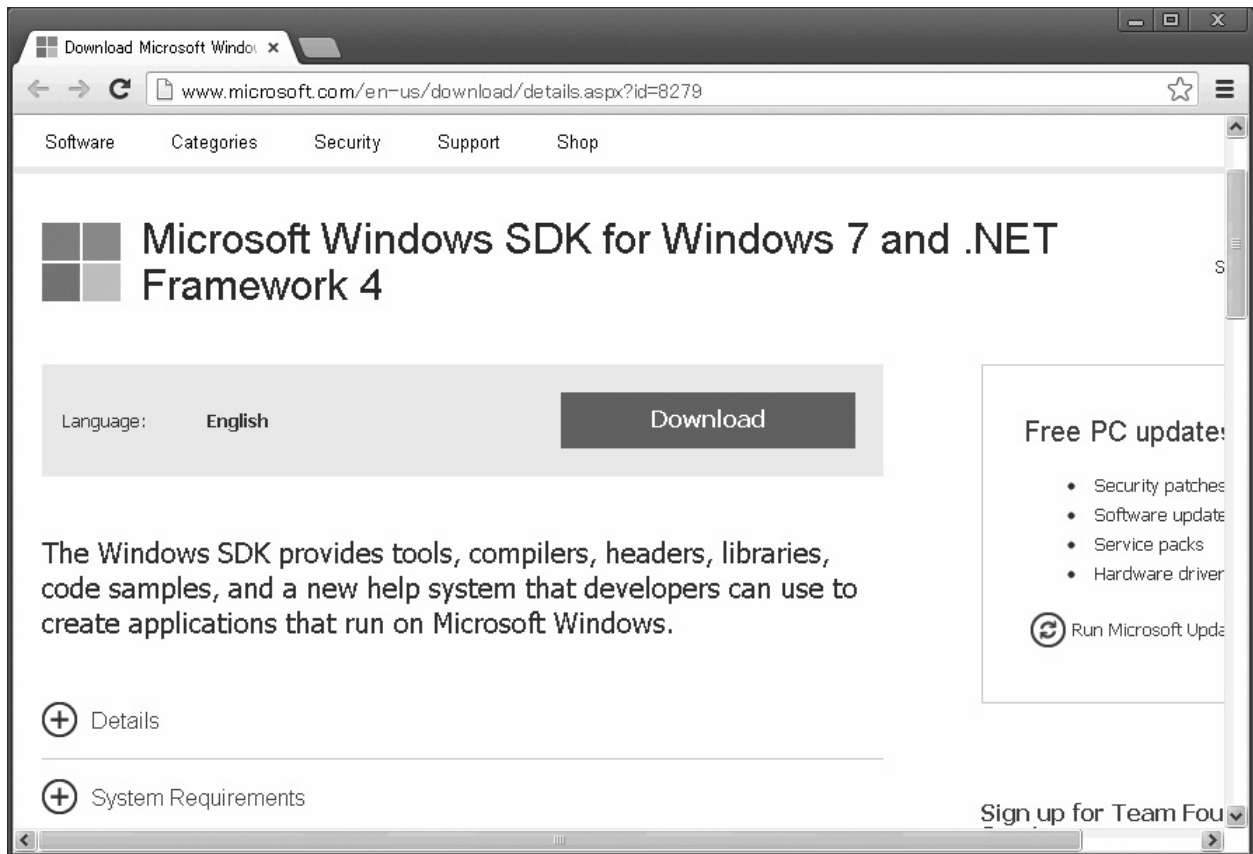 Download Microsoft Windo
www.microsoft.com/en-us/download/details.aspx?id=8279
Software Categories Security Support Shop
Microsoft Windows SDK for Windows 7 and .NET
Framework 4
S
Language: English Download
The Windows SDK provides tools, compilers, headers, libraries,
code samples, and a new help system that developers can use to
create applications that run on Microsoft Windows.
Details
System Requirements
Free PC update
• Security patches
• Software update
• Service packs
• Hardware driver
Run Microsoft Upda
Sign up for Team Fou